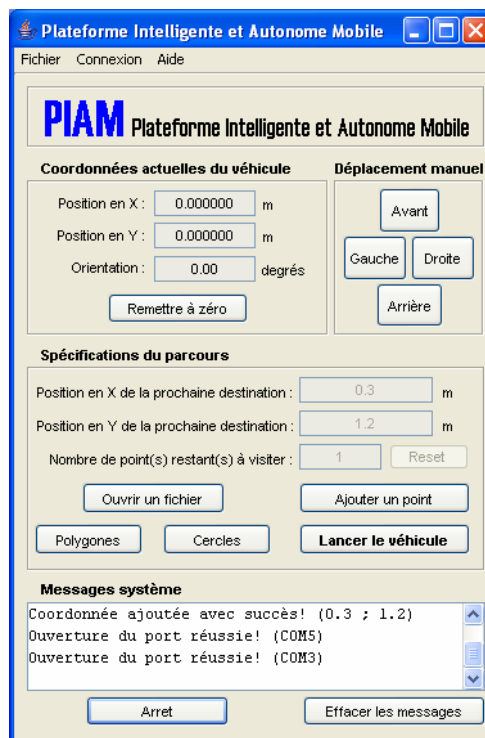 Plateforme Intelligente et Autonome Mobile
Fichier Connexion Aide
PIAM Plateforme Intelligente et Autonome Mobile
Coordonnées actuelles du véhicule
Position en X : 0.000000 m
Position en Y : 0.000000 m
Orientation : 0.00 degrés
Remettre à zéro
Déplacement manuel
Avant
Gauche Droite
Arrière
Spécifications du parcours
Position en X de la prochaine destination : 0.3 m
Position en Y de la prochaine destination : 1.2 m
Nombre de point(s) restant(s) à visiter : 1 Reset
Ouvrir un fichier Ajouter un point
Polygones Cercles Lancer le véhicule
Messages système
Coordonnée ajoutée avec succès! (0.3 ; 1.2)
Ouverture du port réussie! (COM5)
Ouverture du port réussie! (COM3)
Arret Effacer les messages